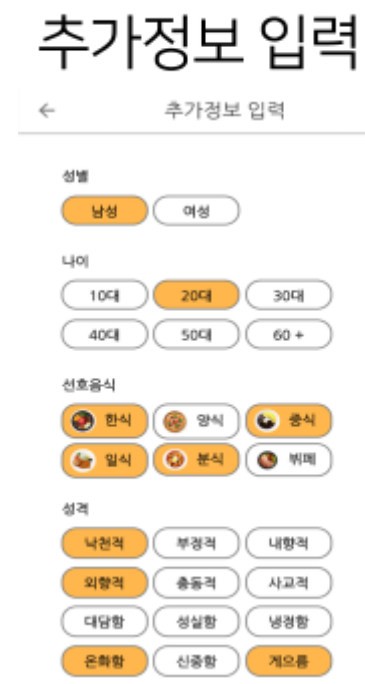 추가정보 입력
추가정보 입력
성별
남성 여성
나이
10대 20대 30대
40대 50대 60 +
선호음식
한식 양식 중식
일식 분식 뷔페
성격
낙천적 부정적 내향적
외향적 충동적 사교적
대담함 성실함 냉정함
온화함 신중함 게으름